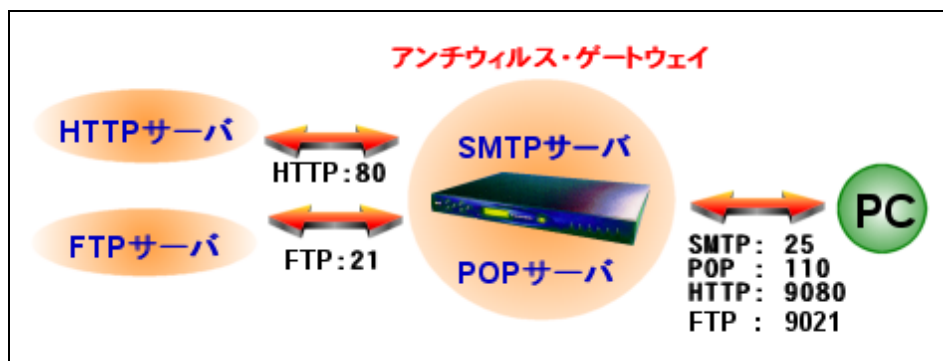 アンチウィルス・ゲートウェイ
HTTPサーバ
HTTP:80
FTPサーバ
FTP:21
SMTPサーバ
POPサーバ
PC
SMTP: 25
POP : 110
HTTP: 9080
FTP : 9021